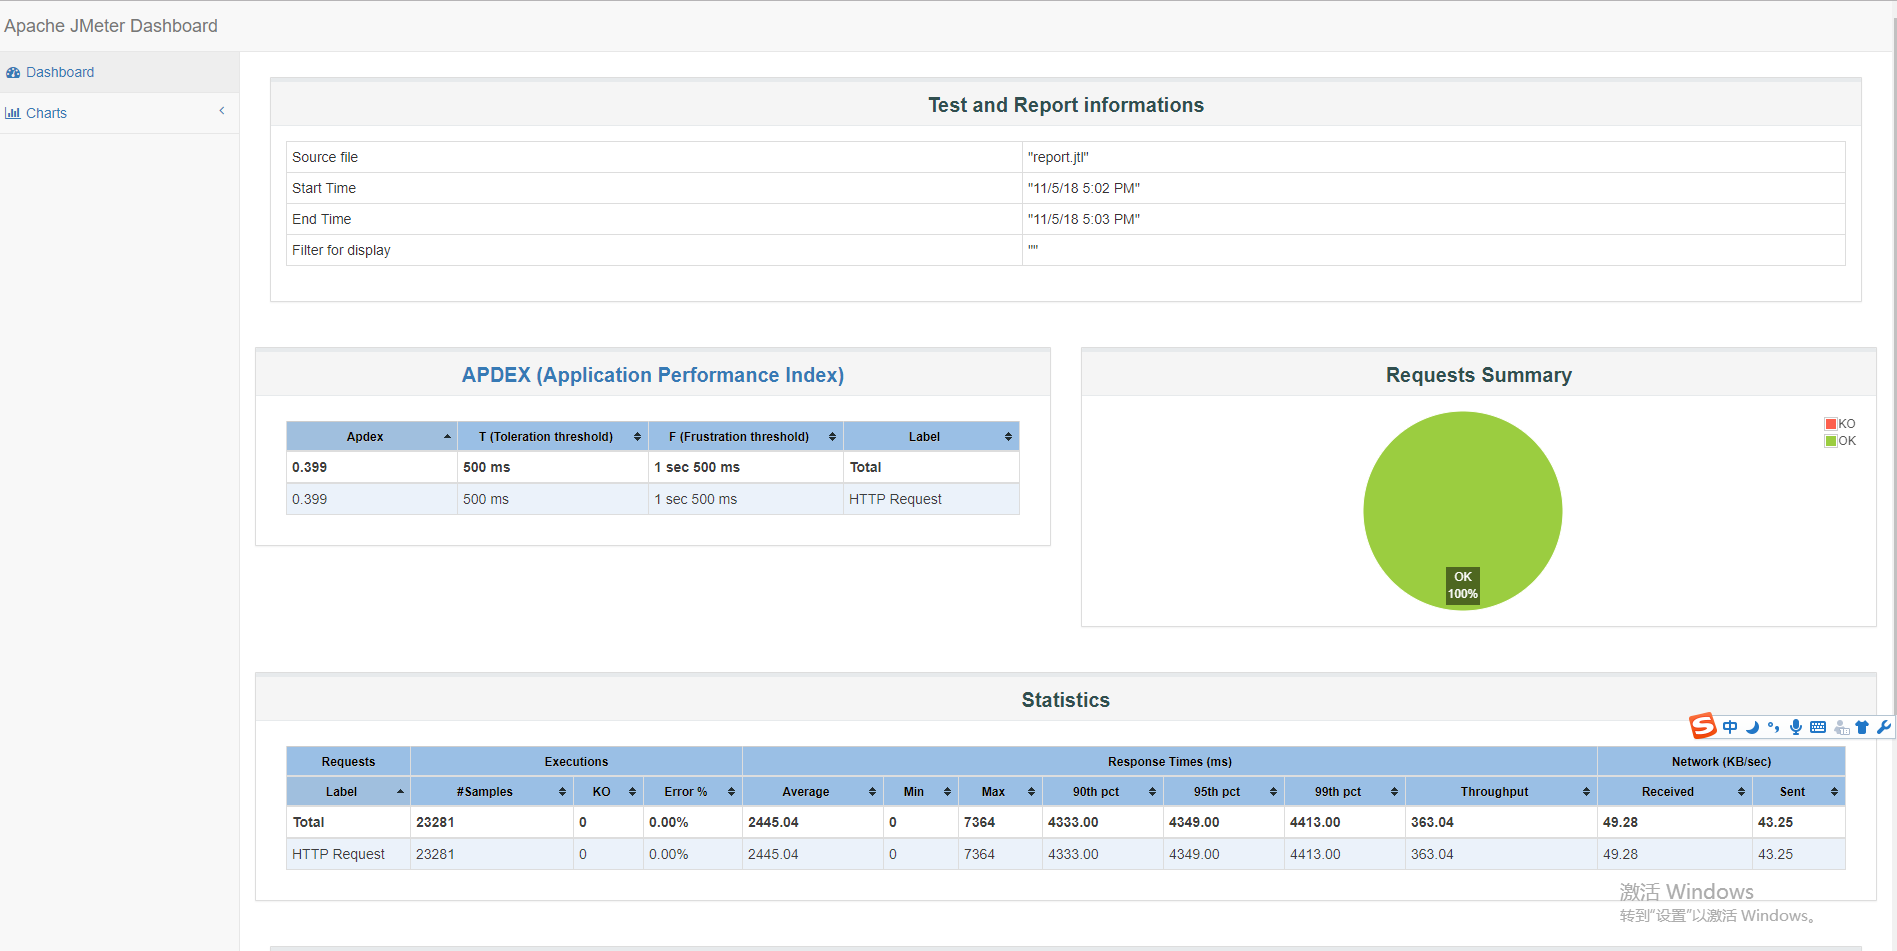 Apache JMeter Dashboard
Dashboard
Charts
Test and Report informations
Source file "report.jtl"
Start Time "11/5/18 5:02 PM"
End Time "11/5/18 5:03 PM"
Filter for display ""
APDEX (Application Performance Index)
Apdex T (Toleration threshold) F (Frustration threshold) Label
0.399 500 ms 1 sec 500 ms Total
0.399 500 ms 1 sec 500 ms HTTP Request
Requests Summary
KO
OK
OK
100%
Statistics
中
Requests Executions Response Times (ms) Network (KB/sec)
Label #Samples KO Error % Average Min Max 90th pct 95th pct 99th pct Throughput Received Sent
Total 23281 0 0.00% 2445.04 0 7364 4333.00 4349.00 4413.00 363.04 49.28 43.25
HTTP Request 23281 0 0.00% 2445.04 0 7364 4333.00 4349.00 4413.00 363.04 49.28 43.25
激活 Windows
转到"设置"以激活 Windows。